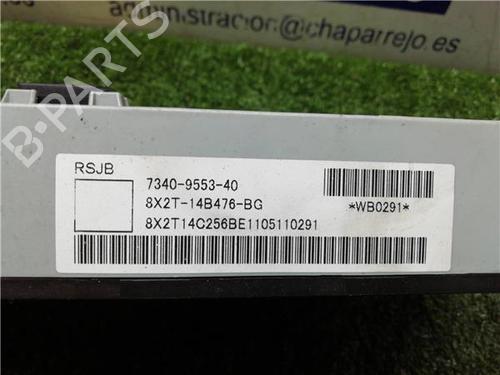 administracion@chaparrejo.es
B-PARTS
RSJB
7340-9553-40
8X2T-14B476-BG
8X2T14C256BE1105110291
*WB0291*